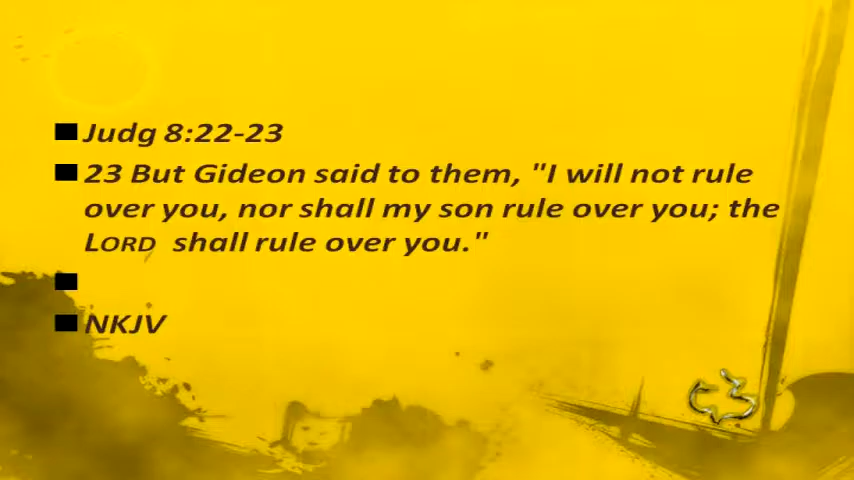 Judg 8:22-23
23 But Gideon said to them, "I will not rule
over you, nor shall my son rule over you; the
LORD shall rule over you."
NKJV